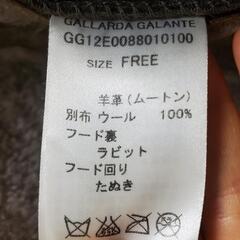 GALLARDA GALANTE
GG12E0088010100
SIZE FREE
羊革（ムートン）
別布 ウール 100%
フード裏
ラビット
フード回り
たぬき